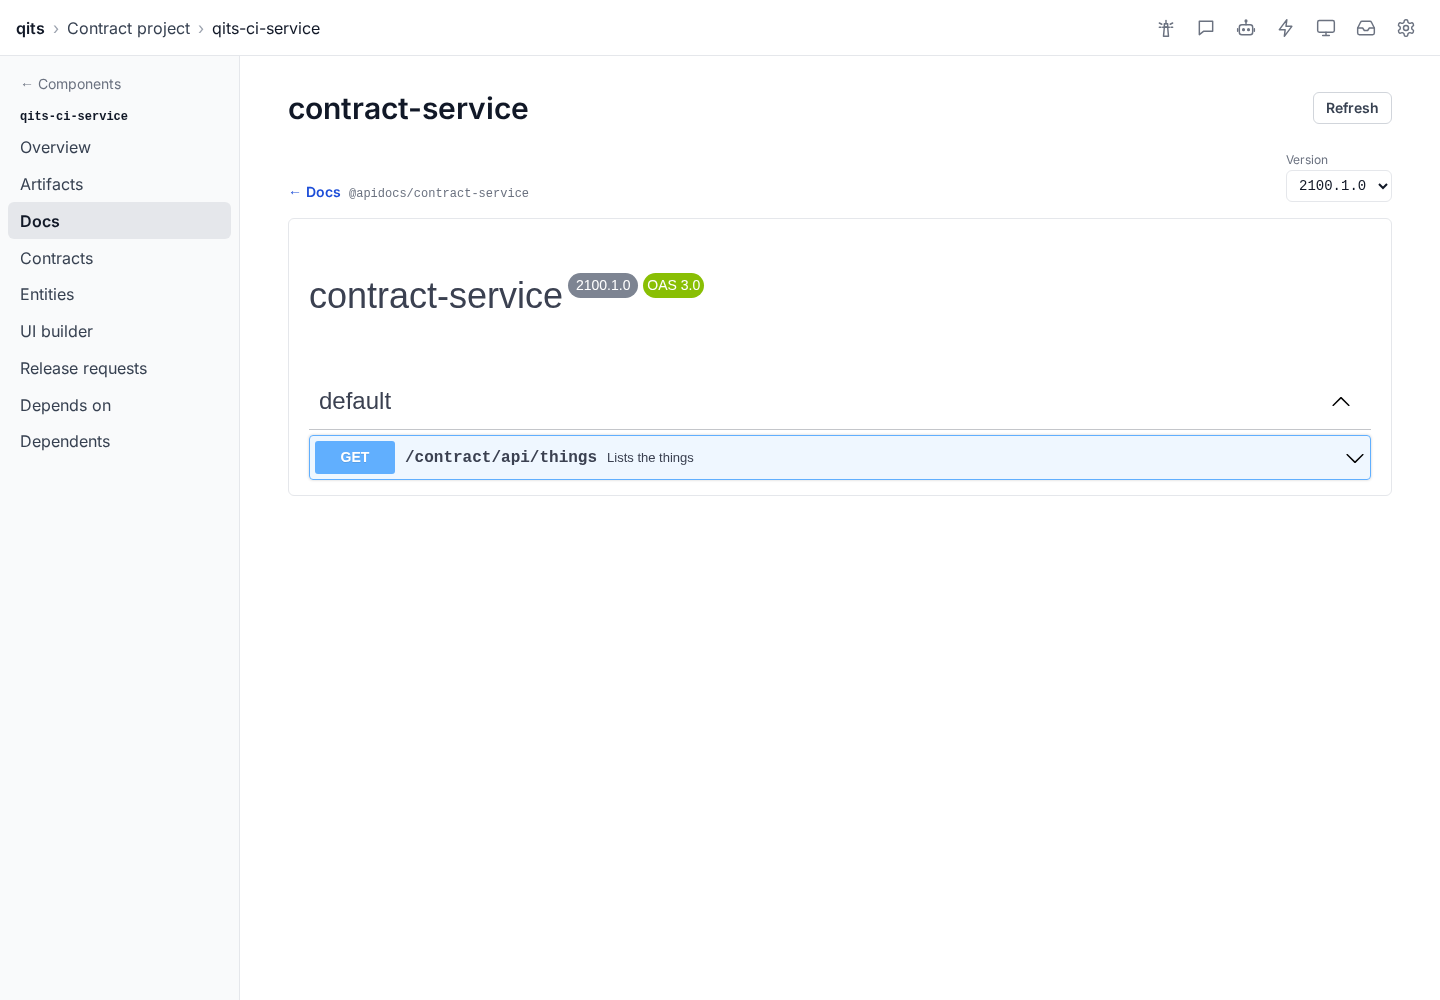 qits › Contract project › qits-ci-service
← Components
qits-ci-service
Overview
Artifacts
Docs
Contracts
Entities
UI builder
Release requests
Depends on
Dependents
contract-service
Refresh
← Docs @apidocs/contract-service
Version
2100.1.0
contract-service 2100.1.0 OAS 3.0
default
GET /contract/api/things Lists the things